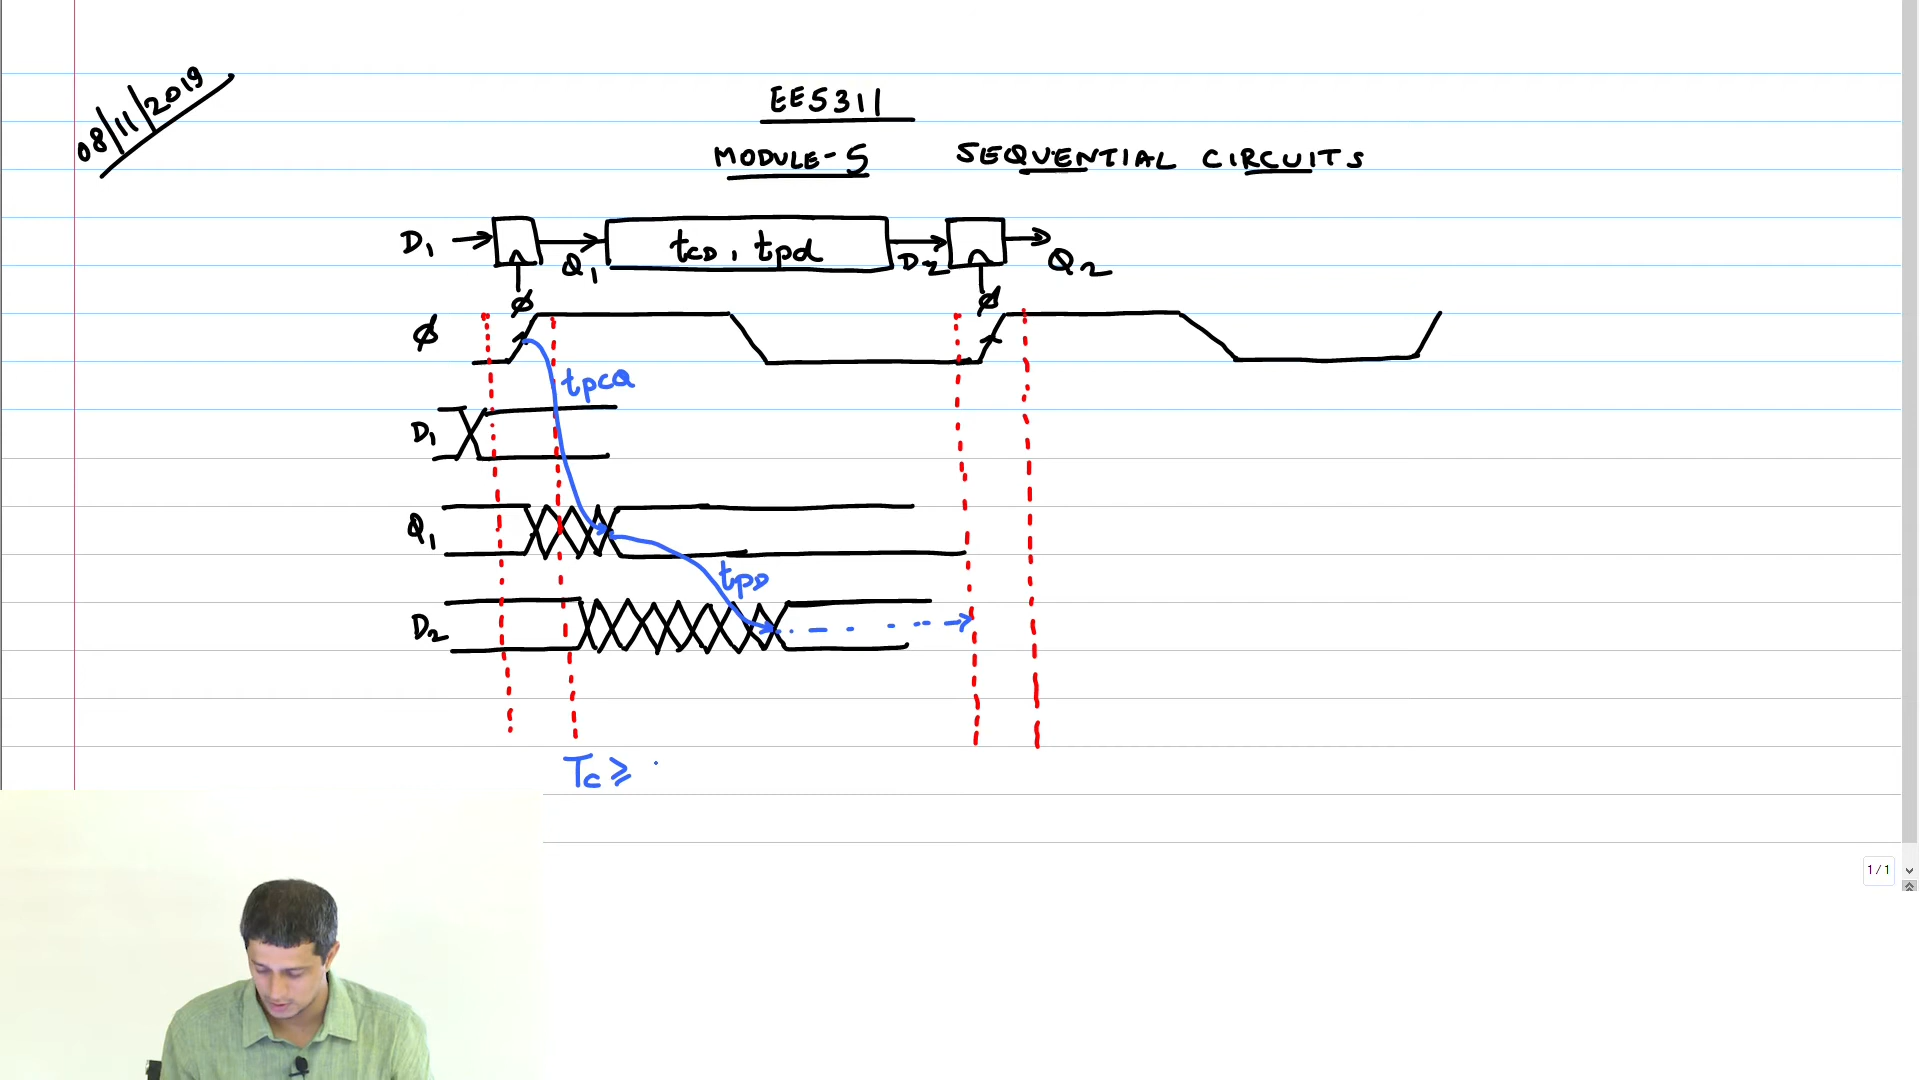 08/11/2019
EE5311
MODULE-5 SEQUENTIAL CIRCUITS
D1 Q1 tCD, tpd D2 Q2
ϕ ϕ
ϕ
tpCQ
D1
Q1
tPD
D2
Tc ≥
1 / 1